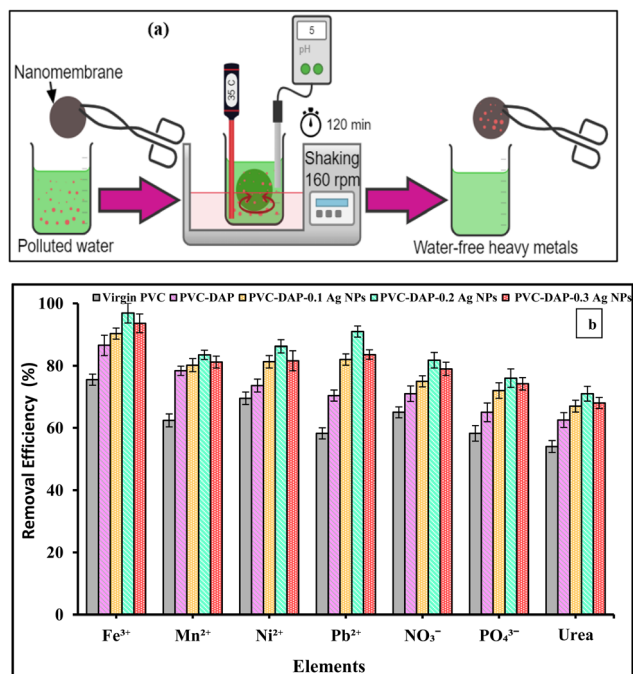 (a)
Nanomembrane
Polluted water
35 C
5
pH
120 min
Shaking
160 rpm
Water-free heavy metals
b
Virgin PVC PVC-DAP PVC-DAP-0.1 Ag NPs PVC-DAP-0.2 Ag NPs PVC-DAP-0.3 Ag NPs
Removal Efficiency (%)
100
80
60
40
20
0
Fe³⁺ Mn²⁺ Ni²⁺ Pb²⁺ NO₃⁻ PO₄³⁻ Urea
Elements